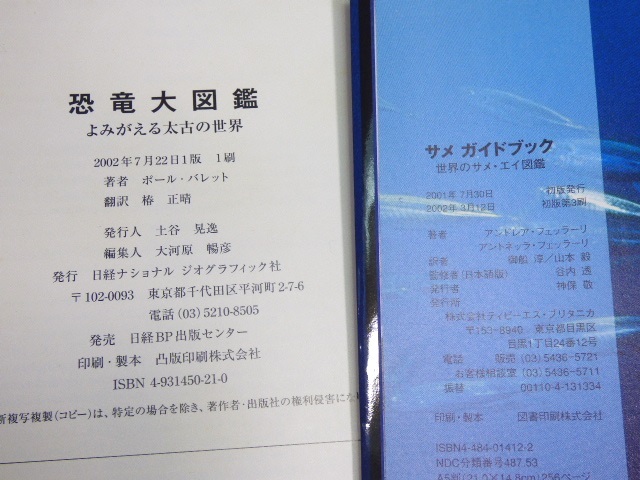 恐竜大図鑑
よみがえる太古の世界
2002年7月22日1版 1刷
著者 ポール・バレット
翻訳 椿 正晴
発行人 土谷 晃逸
編集人 大河原 暢彦
発行 日経ナショナル ジオグラフィック社
〒102-0093 東京都千代田区平河町2-7-6
電話(03)5210-8505
発売 日経BP出版センター
印刷・製本 凸版印刷株式会社
ISBN 4-931450-21-0
断複写複製(コピー)は、特定の場合を除き、著作者・出版社の権利侵害にな
サメ ガイドブック
世界のサメ・エイ図鑑
2001年 7月30日 初版発行
2002年 3月12日 初版第3刷
著者 アンドレア・フェッラーリ
アントネッラ・フェッラーリ
訳者 御船 淳/山本 毅
監修者(日本語版) 谷内 透
発行者 神保 敬
発行所
株式会社ティビーエス・ブリタニカ
〒153-8940 東京都目黒区
目黒1丁目24番12号
電話 販売(03)5436-5721
お客様相談室(03)5436-5711
振替 00110-4-131334
印刷・製本 図書印刷株式会社
ISBN4-484-01412-2
NDC分類番号487.53
A5判(21.0×14.8cm)256ページ